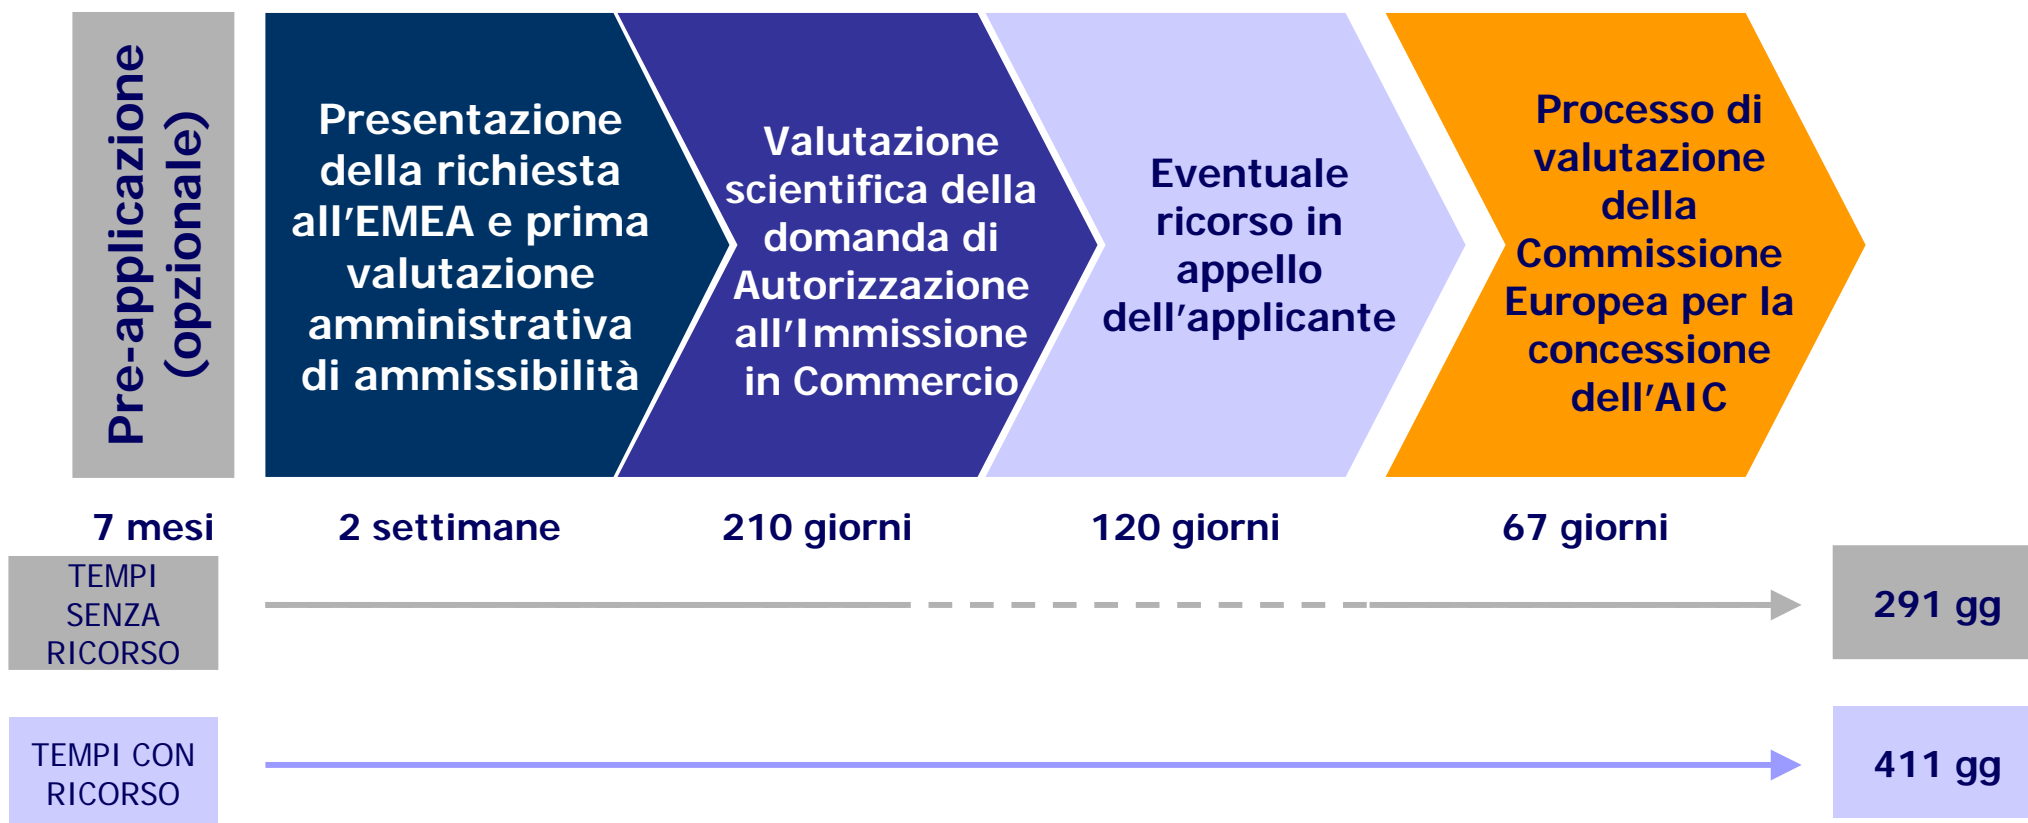 Pre-applicazione
(opzionale)
Presentazione
della richiesta
all'EMEA e prima
valutazione
amministrativa
di ammissibilità
Valutazione
scientifica della
domanda di
Autorizzazione
all'Immissione
in Commercio
Eventuale
ricorso in
appello
dell'applicante
Processo di
valutazione
della
Commissione
Europea per la
concessione
dell'AIC
7 mesi
2 settimane
210 giorni
120 giorni
67 giorni
TEMPI
SENZA
RICORSO
291 gg
TEMPI CON
RICORSO
411 gg